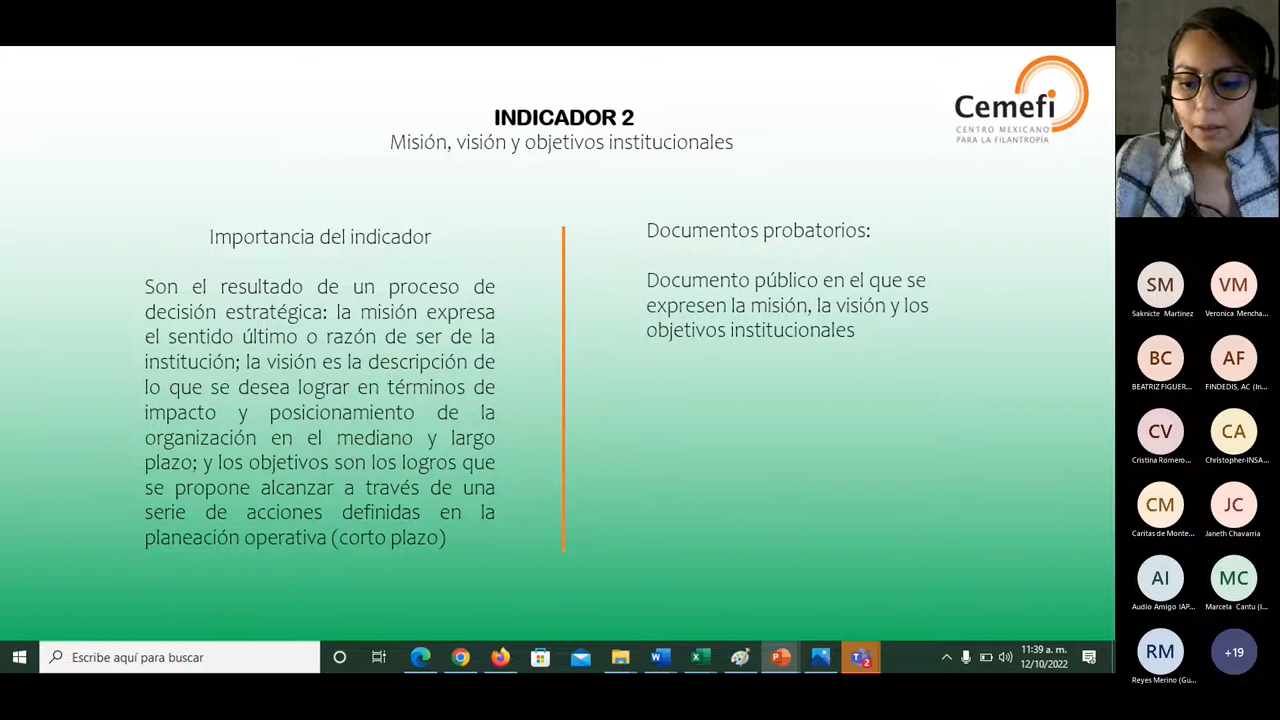 INDICADOR 2
Misión, visión y objetivos institucionales
Cemefi
CENTRO MEXICANO
PARA LA FILANTROPÍA
Importancia del indicador
Son el resultado de un proceso de
decisión estratégica: la misión expresa
el sentido último o razón de ser de la
institución; la visión es la descripción de
lo que se desea lograr en términos de
impacto y posicionamiento de la
organización en el mediano y largo
plazo; y los objetivos son los logros que
se propone alcanzar a través de una
serie de acciones definidas en la
planeación operativa (corto plazo)
Documentos probatorios:
Documento público en el que se
expresen la misión, la visión y los
objetivos institucionales
SM
Saknicte Martinez
VM
Veronica Mencha...
BC
BEATRIZ FIGUER...
AF
FINDEDIS, AC (In...
CV
Cristina Romero...
CA
Christopher-INSA...
CM
Caritas de Monte...
JC
Janeth Chavarria
AI
Audio Amigo IAP...
MC
Marcela Cantu (I...
RM
Reyes Merino (Gu...
+19
Escribe aquí para buscar
2
11:39 a. m.
12/10/2022